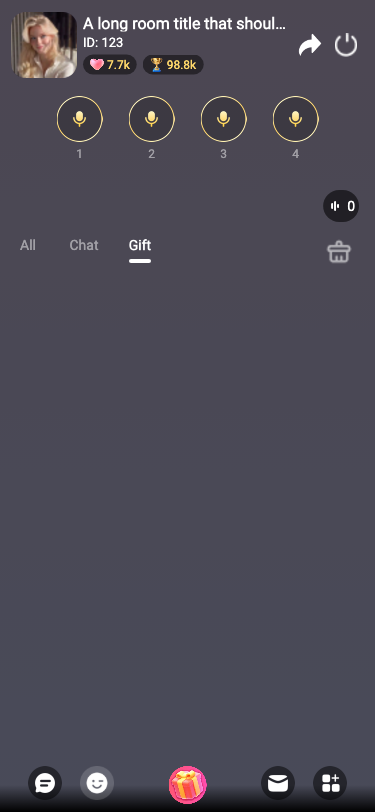 A long room title that shoul...
ID: 123
7.7k 98.8k
1 2 3 4
0
All Chat Gift